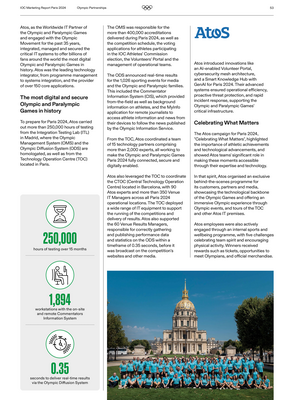 IOC Marketing Report Paris 2024
Olympic Partnerships
52
Atos, as the Worldwide IT Partner of
the Olympic and Paralympic Games
and engaged with the Olympic
Movement for the past 35 years,
integrated, managed and secured the
critical IT systems to offer billions of
fans around the world the most digital
Olympic and Paralympic Games in
history. Atos was the leading technology
integrator, from programme management
to systems integration, and the provider
of over 150 core applications.
The most digital and secure
Olympic and Paralympic
Games in history
To prepare for Paris 2024, Atos carried
out more than 250,000 hours of testing
from the Integration Testing Lab (ITL)
in Madrid, where the Olympic
Management System (OMS) and the
Olympic Diffusion System (ODS) are
homologated, as well as from the
Technology Operation Centre (TOC)
located in Paris.
250,000
hours of testing over 15 months
1,894
workstations with the on-site
and remote Commentators
Information System
0.35
seconds to deliver real-time results
via the Olympic Diffusion System
The OMS was responsible for the
more than 400,000 accreditations
delivered during Paris 2024, as well as
the competition schedule, the voting
applications for athletes participating
in the IOC Athletes' Commission
election, the Volunteers' Portal and the
management of operational teams.
The ODS announced real-time results
for the 1,026 sporting events for media
and the Olympic and Paralympic families.
This included the Commentator
Information System (CIS), which provided
from-the-field as well as background
information on athletes, and the MyInfo
application for remote journalists to
access athlete information and news from
their devices to follow the news published
by the Olympic Information Service.
From the TOC, Atos coordinated a team
of 15 technology partners comprising
more than 2,000 experts, all working to
make the Olympic and Paralympic Games
Paris 2024 fully connected, secure and
digitally enabled.
Atos also leveraged the TOC to coordinate
the CTOC (Central Technology Operation
Centre) located in Barcelona, with 90
Atos experts and more than 350 Venue
IT Managers across all Paris 2024
operational locations. The TOC deployed
a wide range of IT equipment to support
the running of the competitions and
delivery of results. Atos also supported
the 60 Venue Results Managers,
responsible for correctly gathering
and publishing performance data
and statistics on the ODS within a
timeframe of 0.35 seconds, before it
was broadcast on the competition's
websites and other media.
Atos
Atos introduced innovations like
an AI-enabled Volunteer Portal,
cybersecurity mesh architecture,
and a Smart Knowledge Hub with
GenAI for Paris 2024. Their advanced
systems ensured operational efficiency,
proactive threat protection, and rapid
incident response, supporting the
Olympic and Paralympic Games'
critical infrastructure.
Celebrating What Matters
The Atos campaign for Paris 2024,
"Celebrating What Matters", highlighted
the importance of athletic achievements
and technological advancements, and
showed Atos teams' significant role in
making these moments accessible
through their expertise and technology.
In that spirit, Atos organised an exclusive
behind-the-scenes programme for
its customers, partners and media,
showcasing the technological backbone
of the Olympic Games and offering an
immersive Olympic experience through
Olympic events, and tours of the TOC
and other Atos IT premises.
Atos employees were also actively
engaged through an internal sports and
wellbeing programme, with five challenges
celebrating team spirit and encouraging
physical activity. Winners received
rewards such as tickets, opportunities to
meet Olympians, and official merchandise.